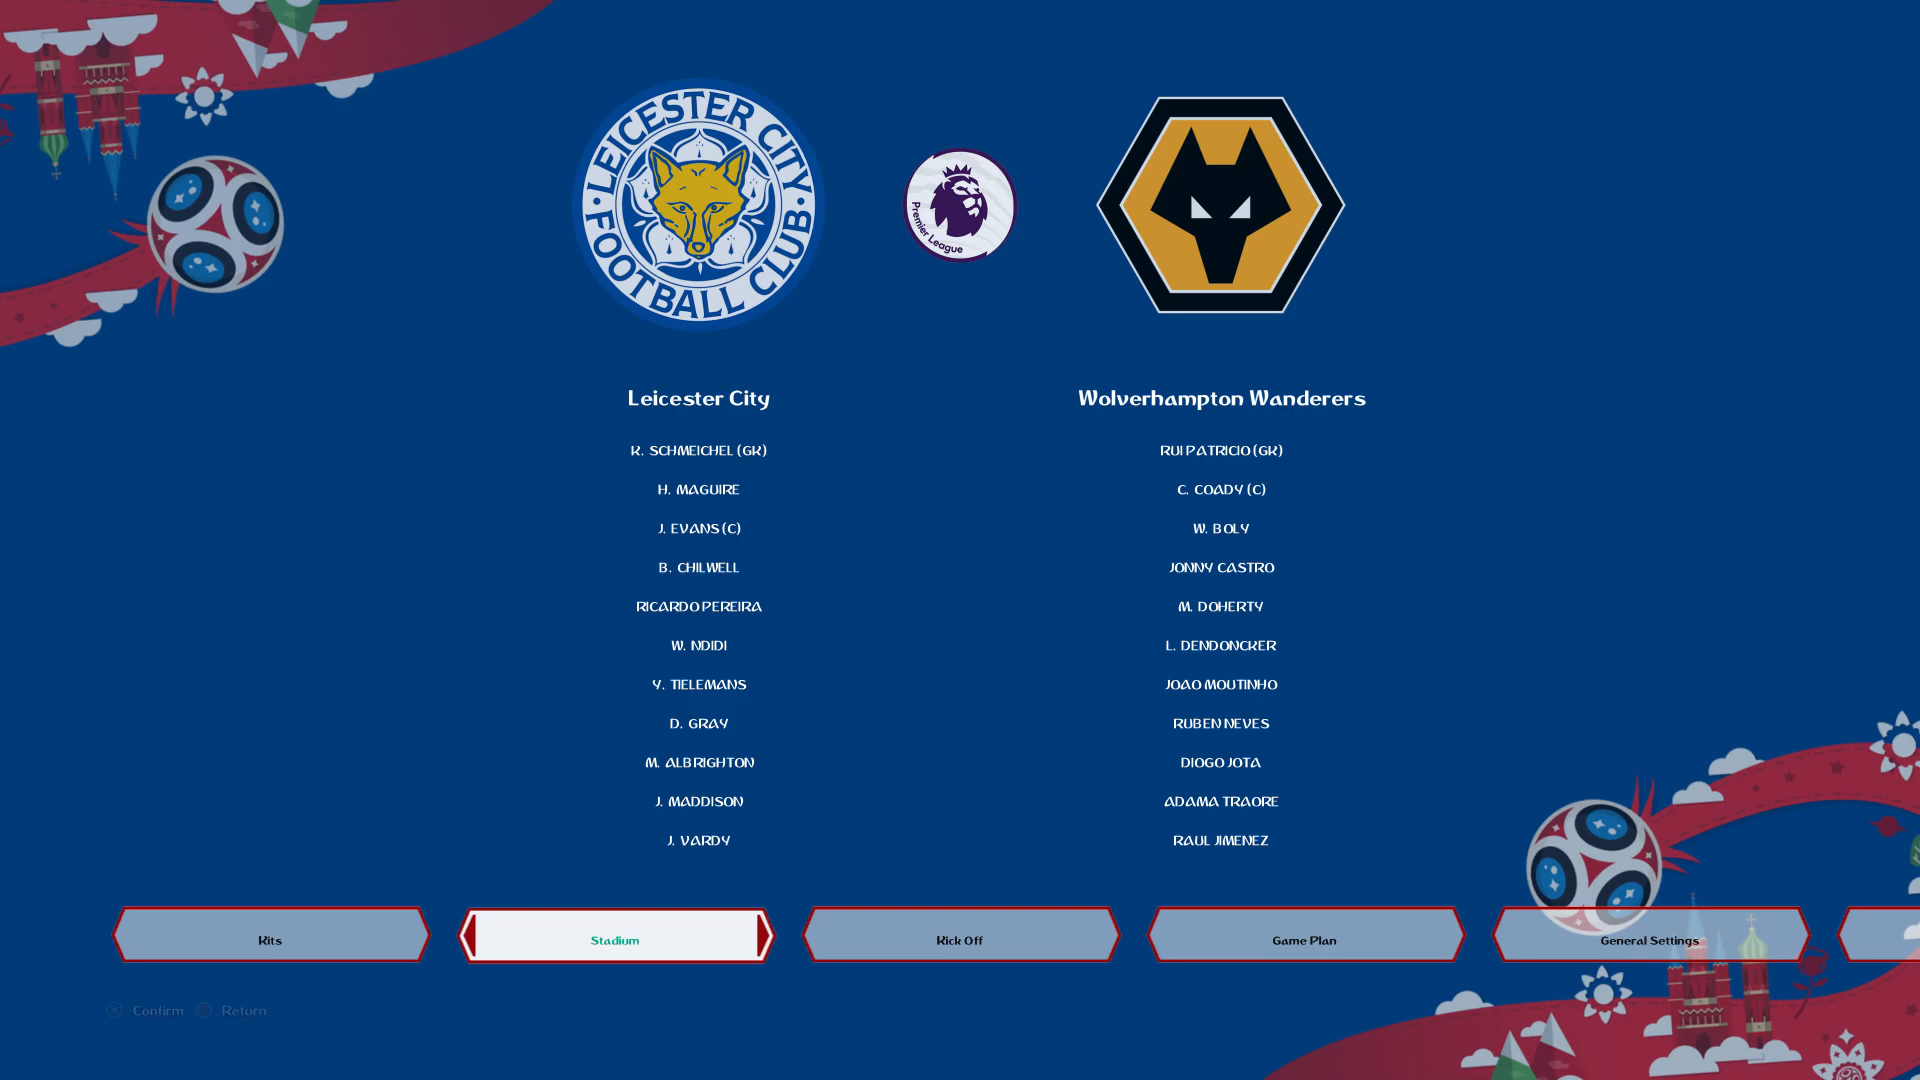 LEICESTER CITY
FOOTBALL CLUB
Premier League
Leicester City
K. SCHMEICHEL (GK)
H. MAGUIRE
J. EVANS (C)
B. CHILWELL
RICARDO PEREIRA
W. NDIDI
Y. TIELEMANS
D. GRAY
M. ALBRIGHTON
J. MADDISON
J. VARDY
Wolverhampton Wanderers
RUI PATRICIO (GK)
C. COADY (C)
W. BOLY
JONNY CASTRO
M. DOHERTY
L. DENDONCKER
JOAO MOUTINHO
RUBEN NEVES
DIOGO JOTA
ADAMA TRAORE
RAUL JIMENEZ
Kits
Stadium
Kick Off
Game Plan
General Settings
Confirm
Return